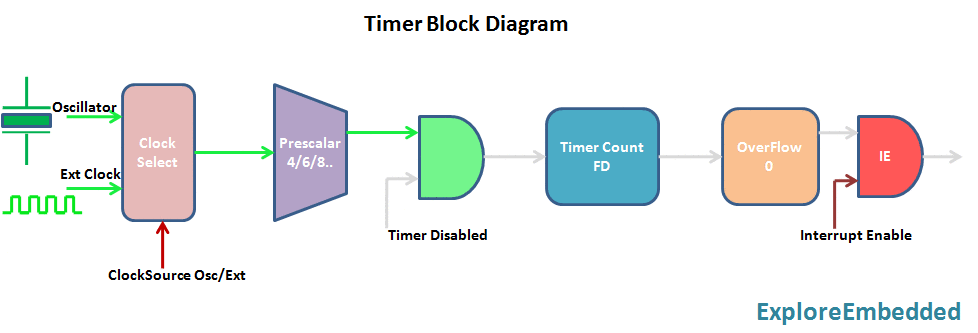 Timer Block Diagram
Oscillator
Ext Clock
Clock
Select
ClockSource Osc/Ext
Prescalar
4/6/8..
Timer Disabled
Timer Count
FD
OverFlow
0
IE
Interrupt Enable
ExploreEmbedded